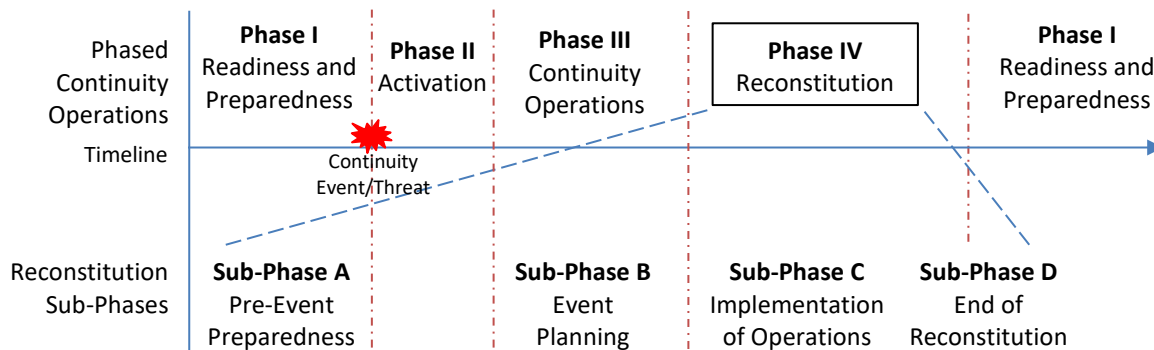 Phased
Continuity
Operations
Phase I
Readiness and
Preparedness
Phase II
Activation
Phase III
Continuity
Operations
Phase IV
Reconstitution
Phase I
Readiness and
Preparedness
Timeline
Continuity
Event/Threat
Reconstitution
Sub-Phases
Sub-Phase A
Pre-Event
Preparedness
Sub-Phase B
Event
Planning
Sub-Phase C
Implementation
of Operations
Sub-Phase D
End of
Reconstitution